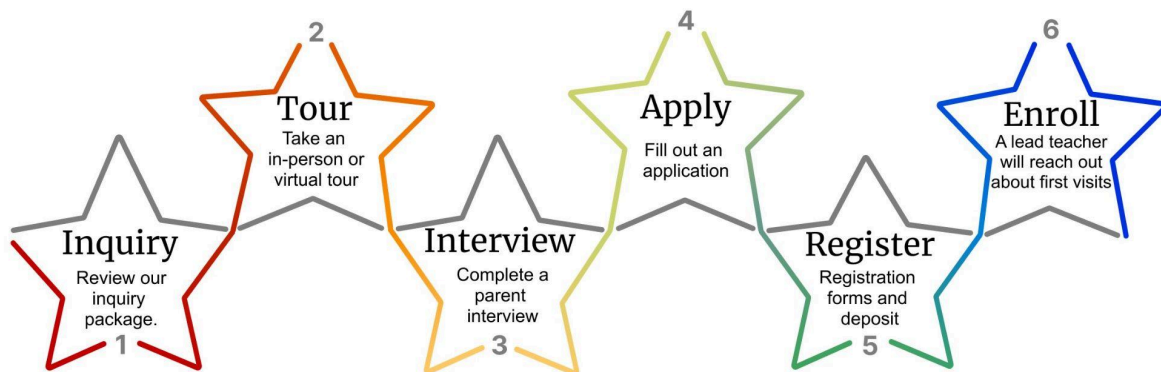 1
Inquiry
Review our
inquiry
package.
2
Tour
Take an
in-person or
virtual tour
3
Interview
Complete a
parent
interview
4
Apply
Fill out an
application
5
Register
Registration
forms and
deposit
6
Enroll
A lead teacher
will reach out
about first visits